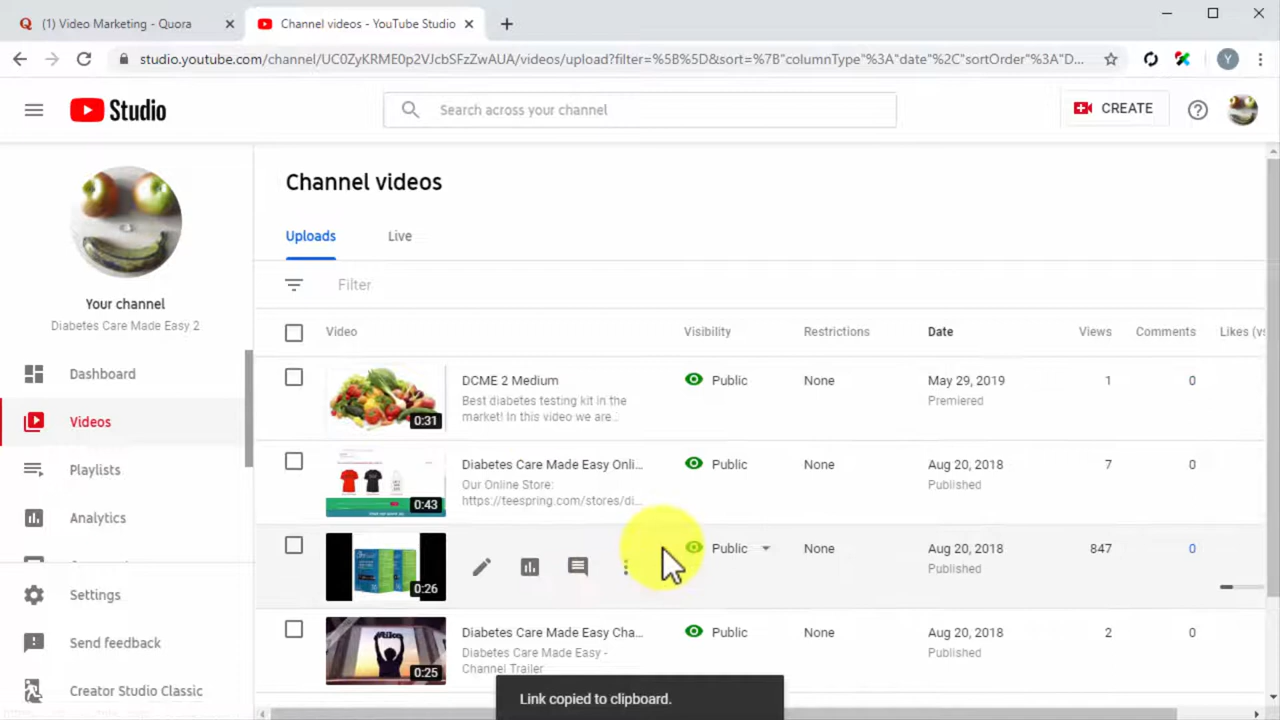 (1) Video Marketing - Quora
Channel videos - YouTube Studio
studio.youtube.com/channel/UC0ZyKRME0p2VJcbSFzZwAUA/videos/upload?filter=%5B%5D&sort=%7B"columnType"%3A"date"%2C"sortOrder"%3A"D...
Y
Studio
Search across your channel
CREATE
Your channel
Diabetes Care Made Easy 2
Dashboard
Videos
Playlists
Analytics
Settings
Send feedback
Creator Studio Classic
Channel videos
Uploads Live
Filter
Video Visibility Restrictions Date Views Comments Likes (vs
DCME 2 Medium Public None May 29, 2019 1 0
Best diabetes testing kit in the Premiered
market! In this video we are...
0:31
Diabetes Care Made Easy Onli... Public None Aug 20, 2018 7 0
Our Online Store: Published
https://teespring.com/stores/di...
0:43
Public None Aug 20, 2018 847 0
Published
0:26
Diabetes Care Made Easy Cha... Public None Aug 20, 2018 2 0
Diabetes Care Made Easy - Published
Channel Trailer
0:25
Link copied to clipboard.